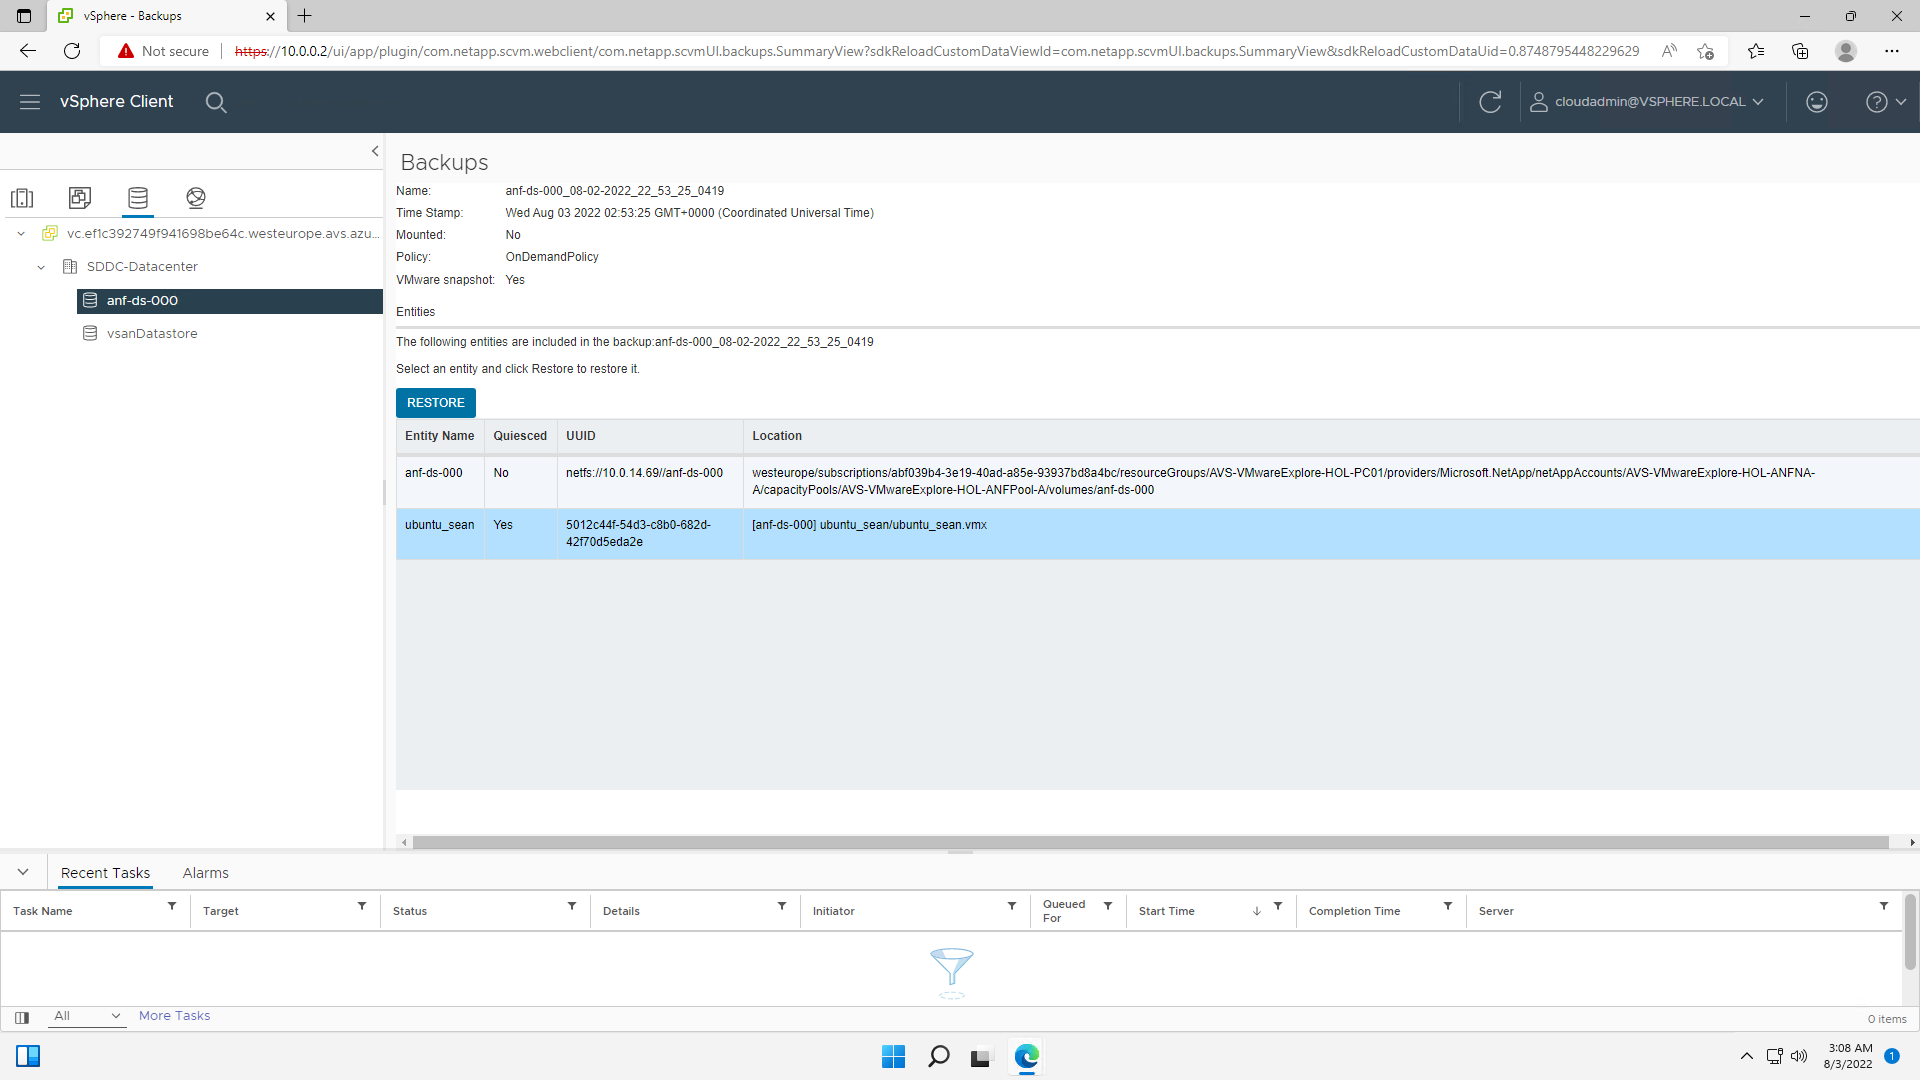 vSphere - Backups
Not secure
https://10.0.0.2/ui/app/plugin/com.netapp.scvm.webclient/com.netapp.scvmUI.backups.SummaryView?sdkReloadCustomDataViewId=com.netapp.scvmUI.backups.SummaryView&sdkReloadCustomDataUid=0.8748795448229629
vSphere Client
cloudadmin@VSPHERE.LOCAL
Backups
Name: anf-ds-000_08-02-2022_22_53_25_0419
Time Stamp: Wed Aug 03 2022 02:53:25 GMT+0000 (Coordinated Universal Time)
Mounted: No
Policy: OnDemandPolicy
VMware snapshot: Yes
vc.ef1c392749f941698be64c.westeurope.avs.azu...
SDDC-Datacenter
anf-ds-000
vsanDatastore
Entities
The following entities are included in the backup:anf-ds-000_08-02-2022_22_53_25_0419
Select an entity and click Restore to restore it.
RESTORE
Entity Name Quiesced UUID Location
anf-ds-000 No netfs://10.0.14.69//anf-ds-000 westeurope/subscriptions/abf039b4-3e19-40ad-a85e-93937bd8a4bc/resourceGroups/AVS-VMwareExplore-HOL-PC01/providers/Microsoft.NetApp/netAppAccounts/AVS-VMwareExplore-HOL-ANFNA-
A/capacityPools/AVS-VMwareExplore-HOL-ANFPool-A/volumes/anf-ds-000
ubuntu_sean Yes 5012c44f-54d3-c8b0-682d- [anf-ds-000] ubuntu_sean/ubuntu_sean.vmx
42f70d5eda2e
Recent Tasks Alarms
Task Name Target Status Details Initiator Queued For Start Time Completion Time Server
All More Tasks
0 items
3:08 AM
8/3/2022
1